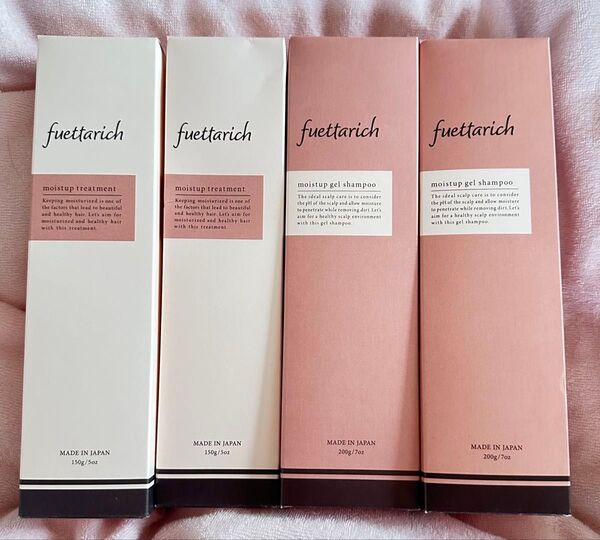 fuettarich
moistup treatment
Keeping moisturized is one of
the factors that lead to beautiful
and healthy hair. Let's aim for
moisturized and healthy hair
with this treatment.
MADE IN JAPAN
150g/5oz
fuettarich
moistup treatment
Keeping moisturized is one of
the factors that lead to beautiful
and healthy hair. Let's aim for
moisturized and healthy hair
with this treatment.
MADE IN JAPAN
150g/5oz
fuettarich
moistup gel shampoo
The ideal scalp care is to consider
the pH of the scalp and allow moisture
to penetrate while removing dirt. Let's
aim for a healthy scalp environment
with this gel shampoo.
MADE IN JAPAN
200g/7oz
fuettarich
moistup gel shampoo
The ideal scalp care is to consider
the pH of the scalp and allow moisture
to penetrate while removing dirt. Let's
aim for a healthy scalp environment
with this gel shampoo.
MADE IN JAPAN
200g/7oz